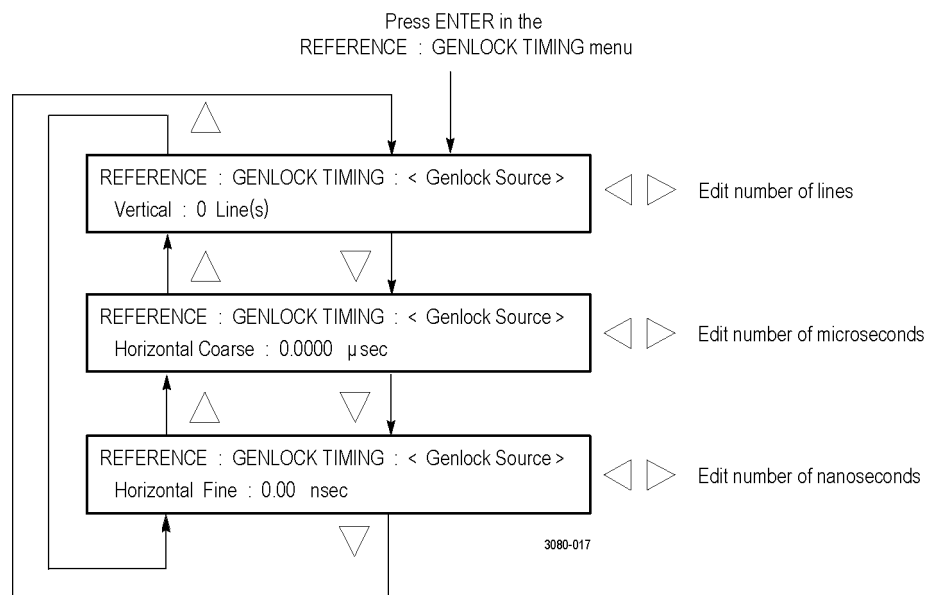 Press ENTER in the
REFERENCE : GENLOCK TIMING menu
REFERENCE : GENLOCK TIMING : < Genlock Source >
Vertical : 0 Line(s)
Edit number of lines
REFERENCE : GENLOCK TIMING : < Genlock Source >
Horizontal Coarse : 0.0000 µsec
Edit number of microseconds
REFERENCE : GENLOCK TIMING : < Genlock Source >
Horizontal Fine : 0.00 nsec
Edit number of nanoseconds
3080-017